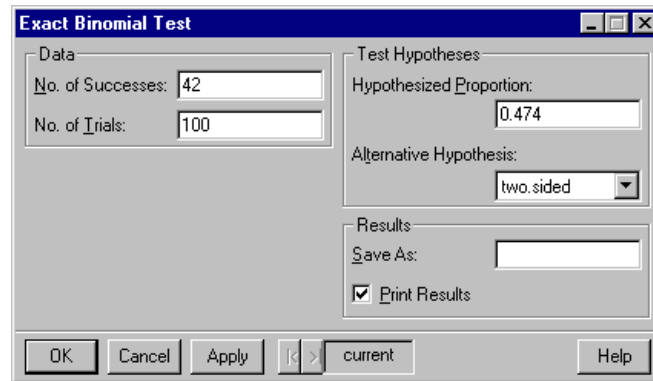 Exact Binomial Test
Data
No. of Successes: 42
No. of Trials: 100
Test Hypotheses
Hypothesized Proportion:
0.474
Alternative Hypothesis:
two.sided
Results
Save As:
Print Results
OK Cancel Apply current Help